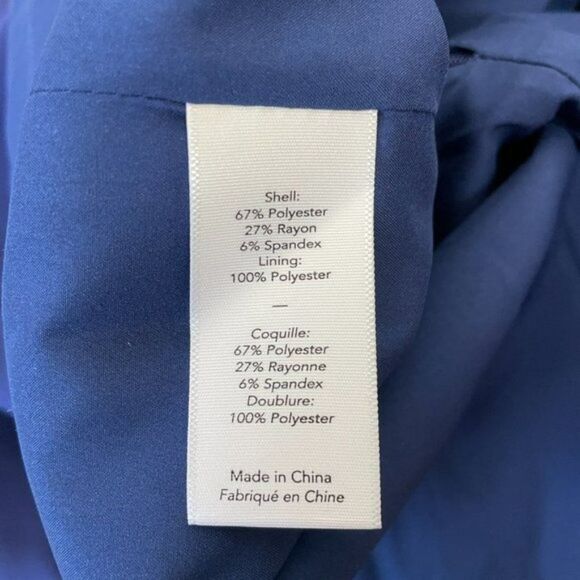 Shell:
67% Polyester
27% Rayon
6% Spandex
Lining:
100% Polyester
—
Coquille:
67% Polyester
27% Rayonne
6% Spandex
Doublure:
100% Polyester
Made in China
Fabriqué en Chine